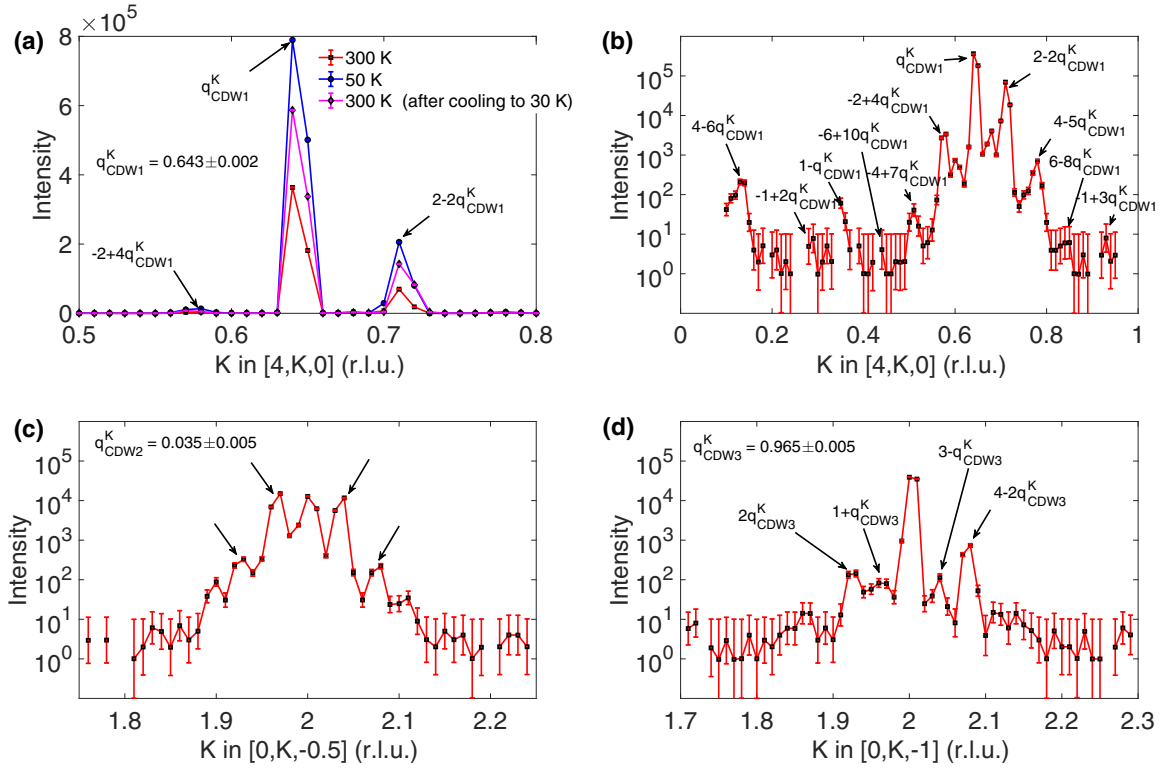 (a)
×10^5
8
6
4
2
0
Intensity
q^K_CDW1
300 K
50 K
300 K (after cooling to 30 K)
q^K_CDW1 = 0.643±0.002
2-2q^K_CDW1
-2+4q^K_CDW1
0.5 0.6 0.7 0.8
K in [4,K,0] (r.l.u.)
(b)
10^5
10^4
10^3
10^2
10^1
10^0
Intensity
q^K_CDW1
2-2q^K_CDW1
-2+4q^K_CDW1
4-6q^K_CDW1
-6+10q^K_CDW1
4-5q^K_CDW1
1-q^K_CDW1
-4+7q^K_CDW1
6-8q^K_CDW1
-1+2q^K_CDW1
-1+3q^K_CDW1
0 0.2 0.4 0.6 0.8 1
K in [4,K,0] (r.l.u.)
(c)
q^K_CDW2 = 0.035±0.005
10^5
10^4
10^3
10^2
10^1
10^0
Intensity
1.8 1.9 2 2.1 2.2
K in [0,K,-0.5] (r.l.u.)
(d)
q^K_CDW3 = 0.965±0.005
3-q^K_CDW3
10^5
10^4
10^3
10^2
10^1
10^0
Intensity
2q^K_CDW3
1+q^K_CDW3
4-2q^K_CDW3
1.7 1.8 1.9 2 2.1 2.2 2.3
K in [0,K,-1] (r.l.u.)